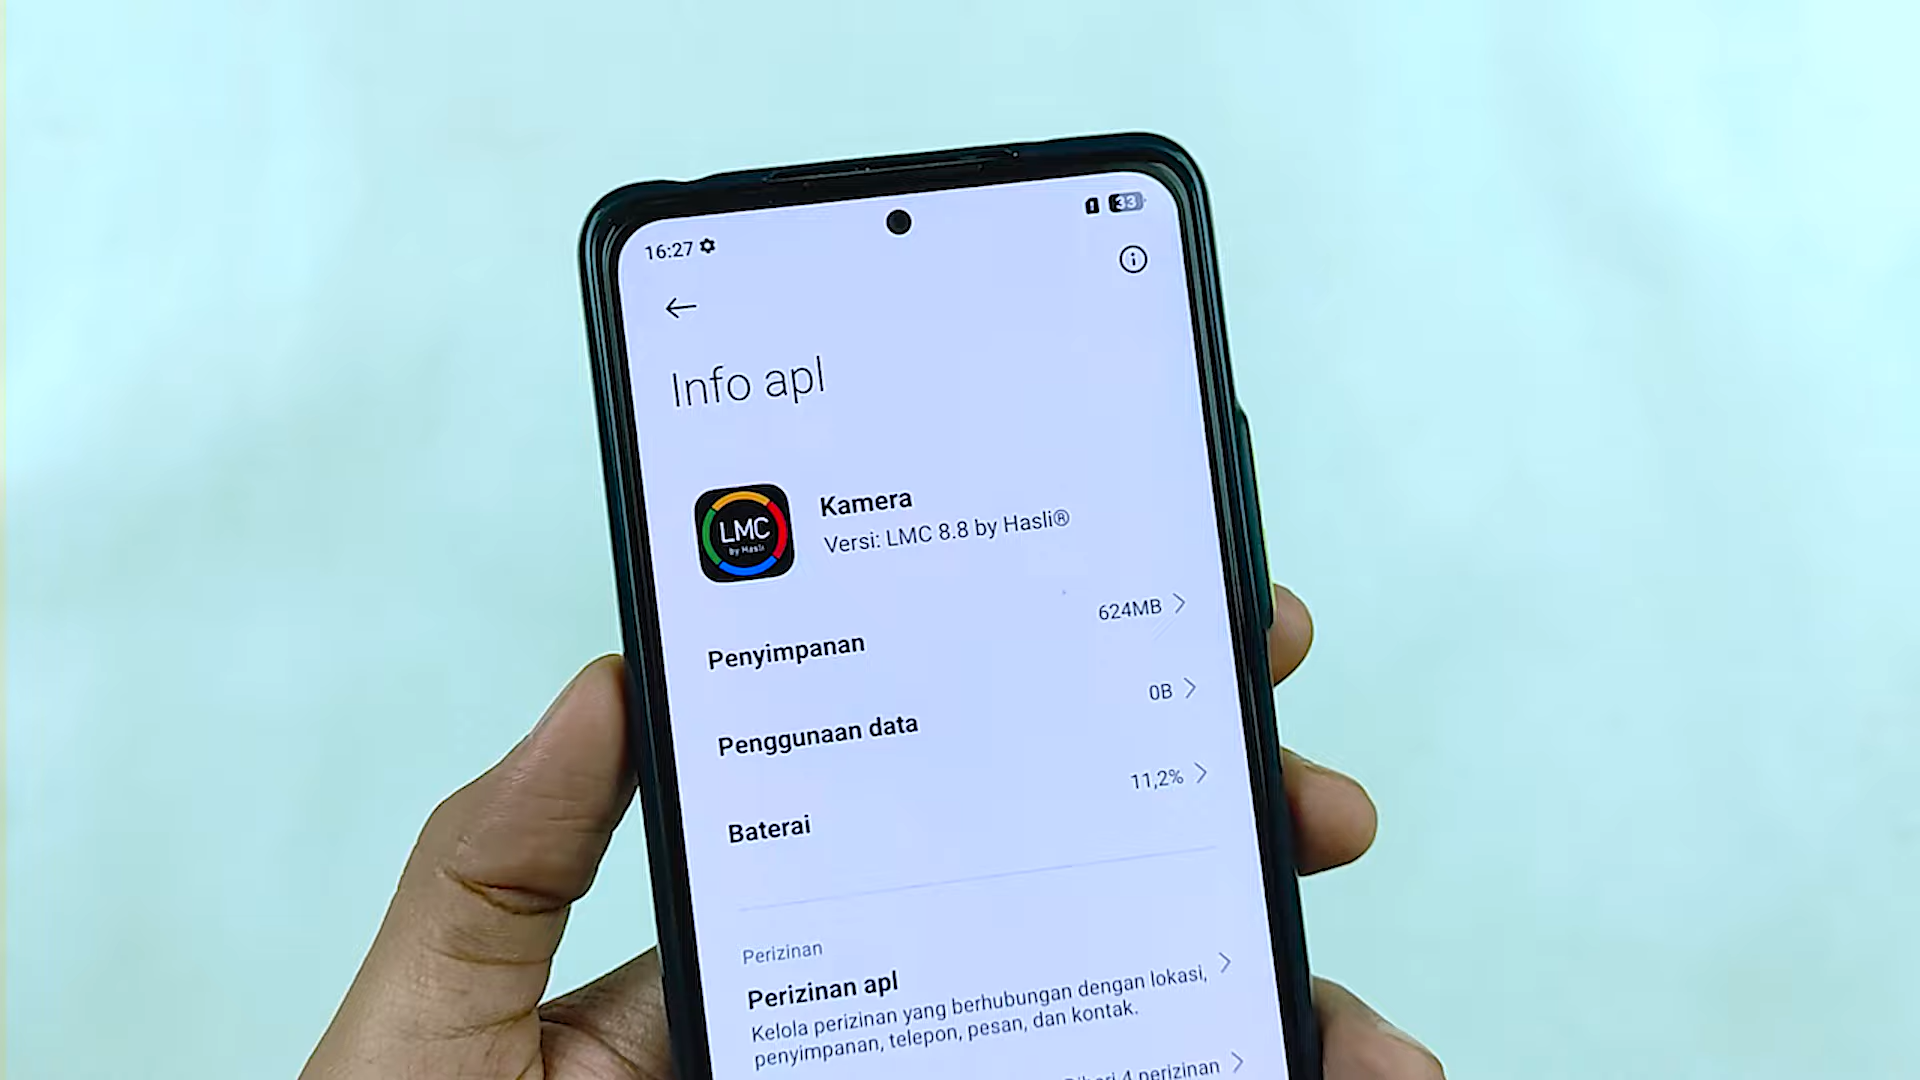 16:27
33
Info apl
LMC
by Hasli
Kamera
Versi: LMC 8.8 by Hasli®
Penyimpanan
624MB
Penggunaan data
0B
Baterai
11,2%
Perizinan
Perizinan apl
Kelola perizinan yang berhubungan dengan lokasi,
penyimpanan, telepon, pesan, dan kontak.
4 perizinan